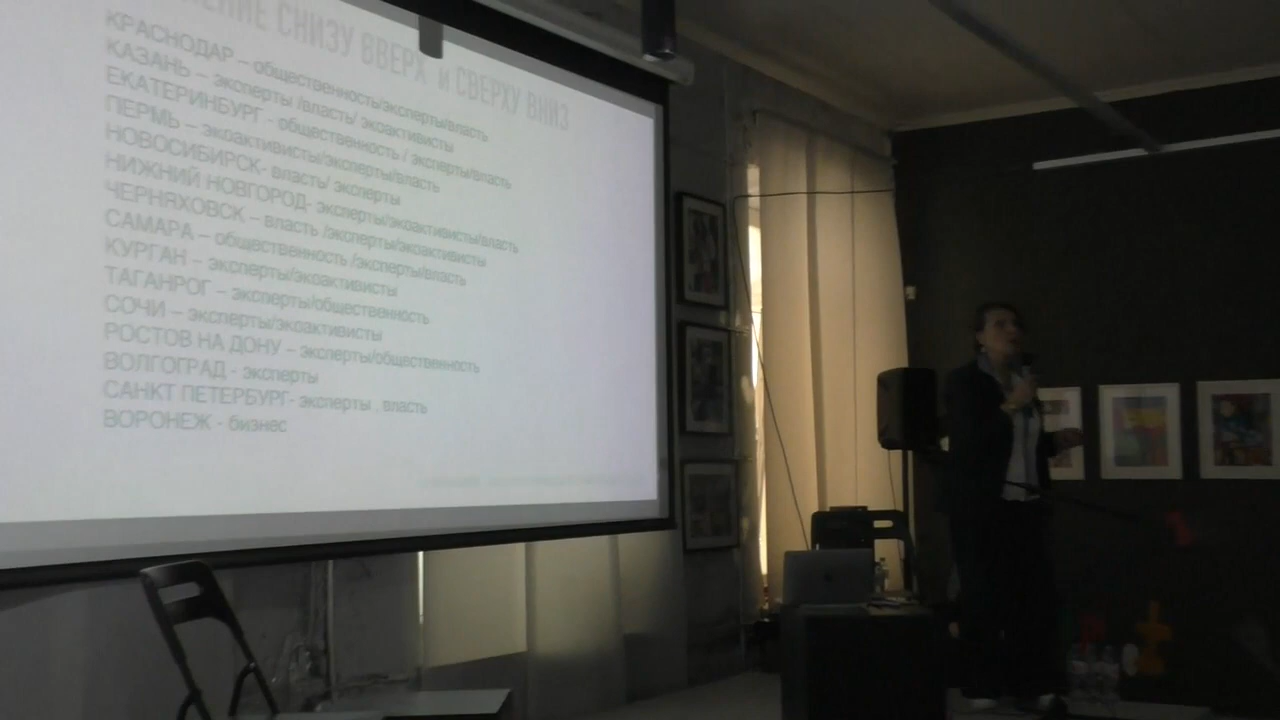 СНИЗУ ВВЕРХ И СВЕРХУ ВНИЗ
КРАСНОДАР – общественность/эксперты/власть
КАЗАНЬ – эксперты /власть/ экоактивисты
ЕКАТЕРИНБУРГ - общественность / эксперты/власть
ПЕРМЬ – экоактивисты/эксперты/власть
НОВОСИБИРСК- власть/ эксперты
НИЖНИЙ НОВГОРОД- эксперты/экоактивисты/власть
ЧЕРНЯХОВСК – власть /эксперты/экоактивисты
САМАРА – общественность /эксперты/власть
КУРГАН – эксперты/экоактивисты
ТАГАНРОГ – эксперты/общественность
СОЧИ – эксперты/экоактивисты
РОСТОВ НА ДОНУ – эксперты/общественность
ВОЛГОГРАД - эксперты
САНКТ ПЕТЕРБУРГ- эксперты , власть
ВОРОНЕЖ - бизнес